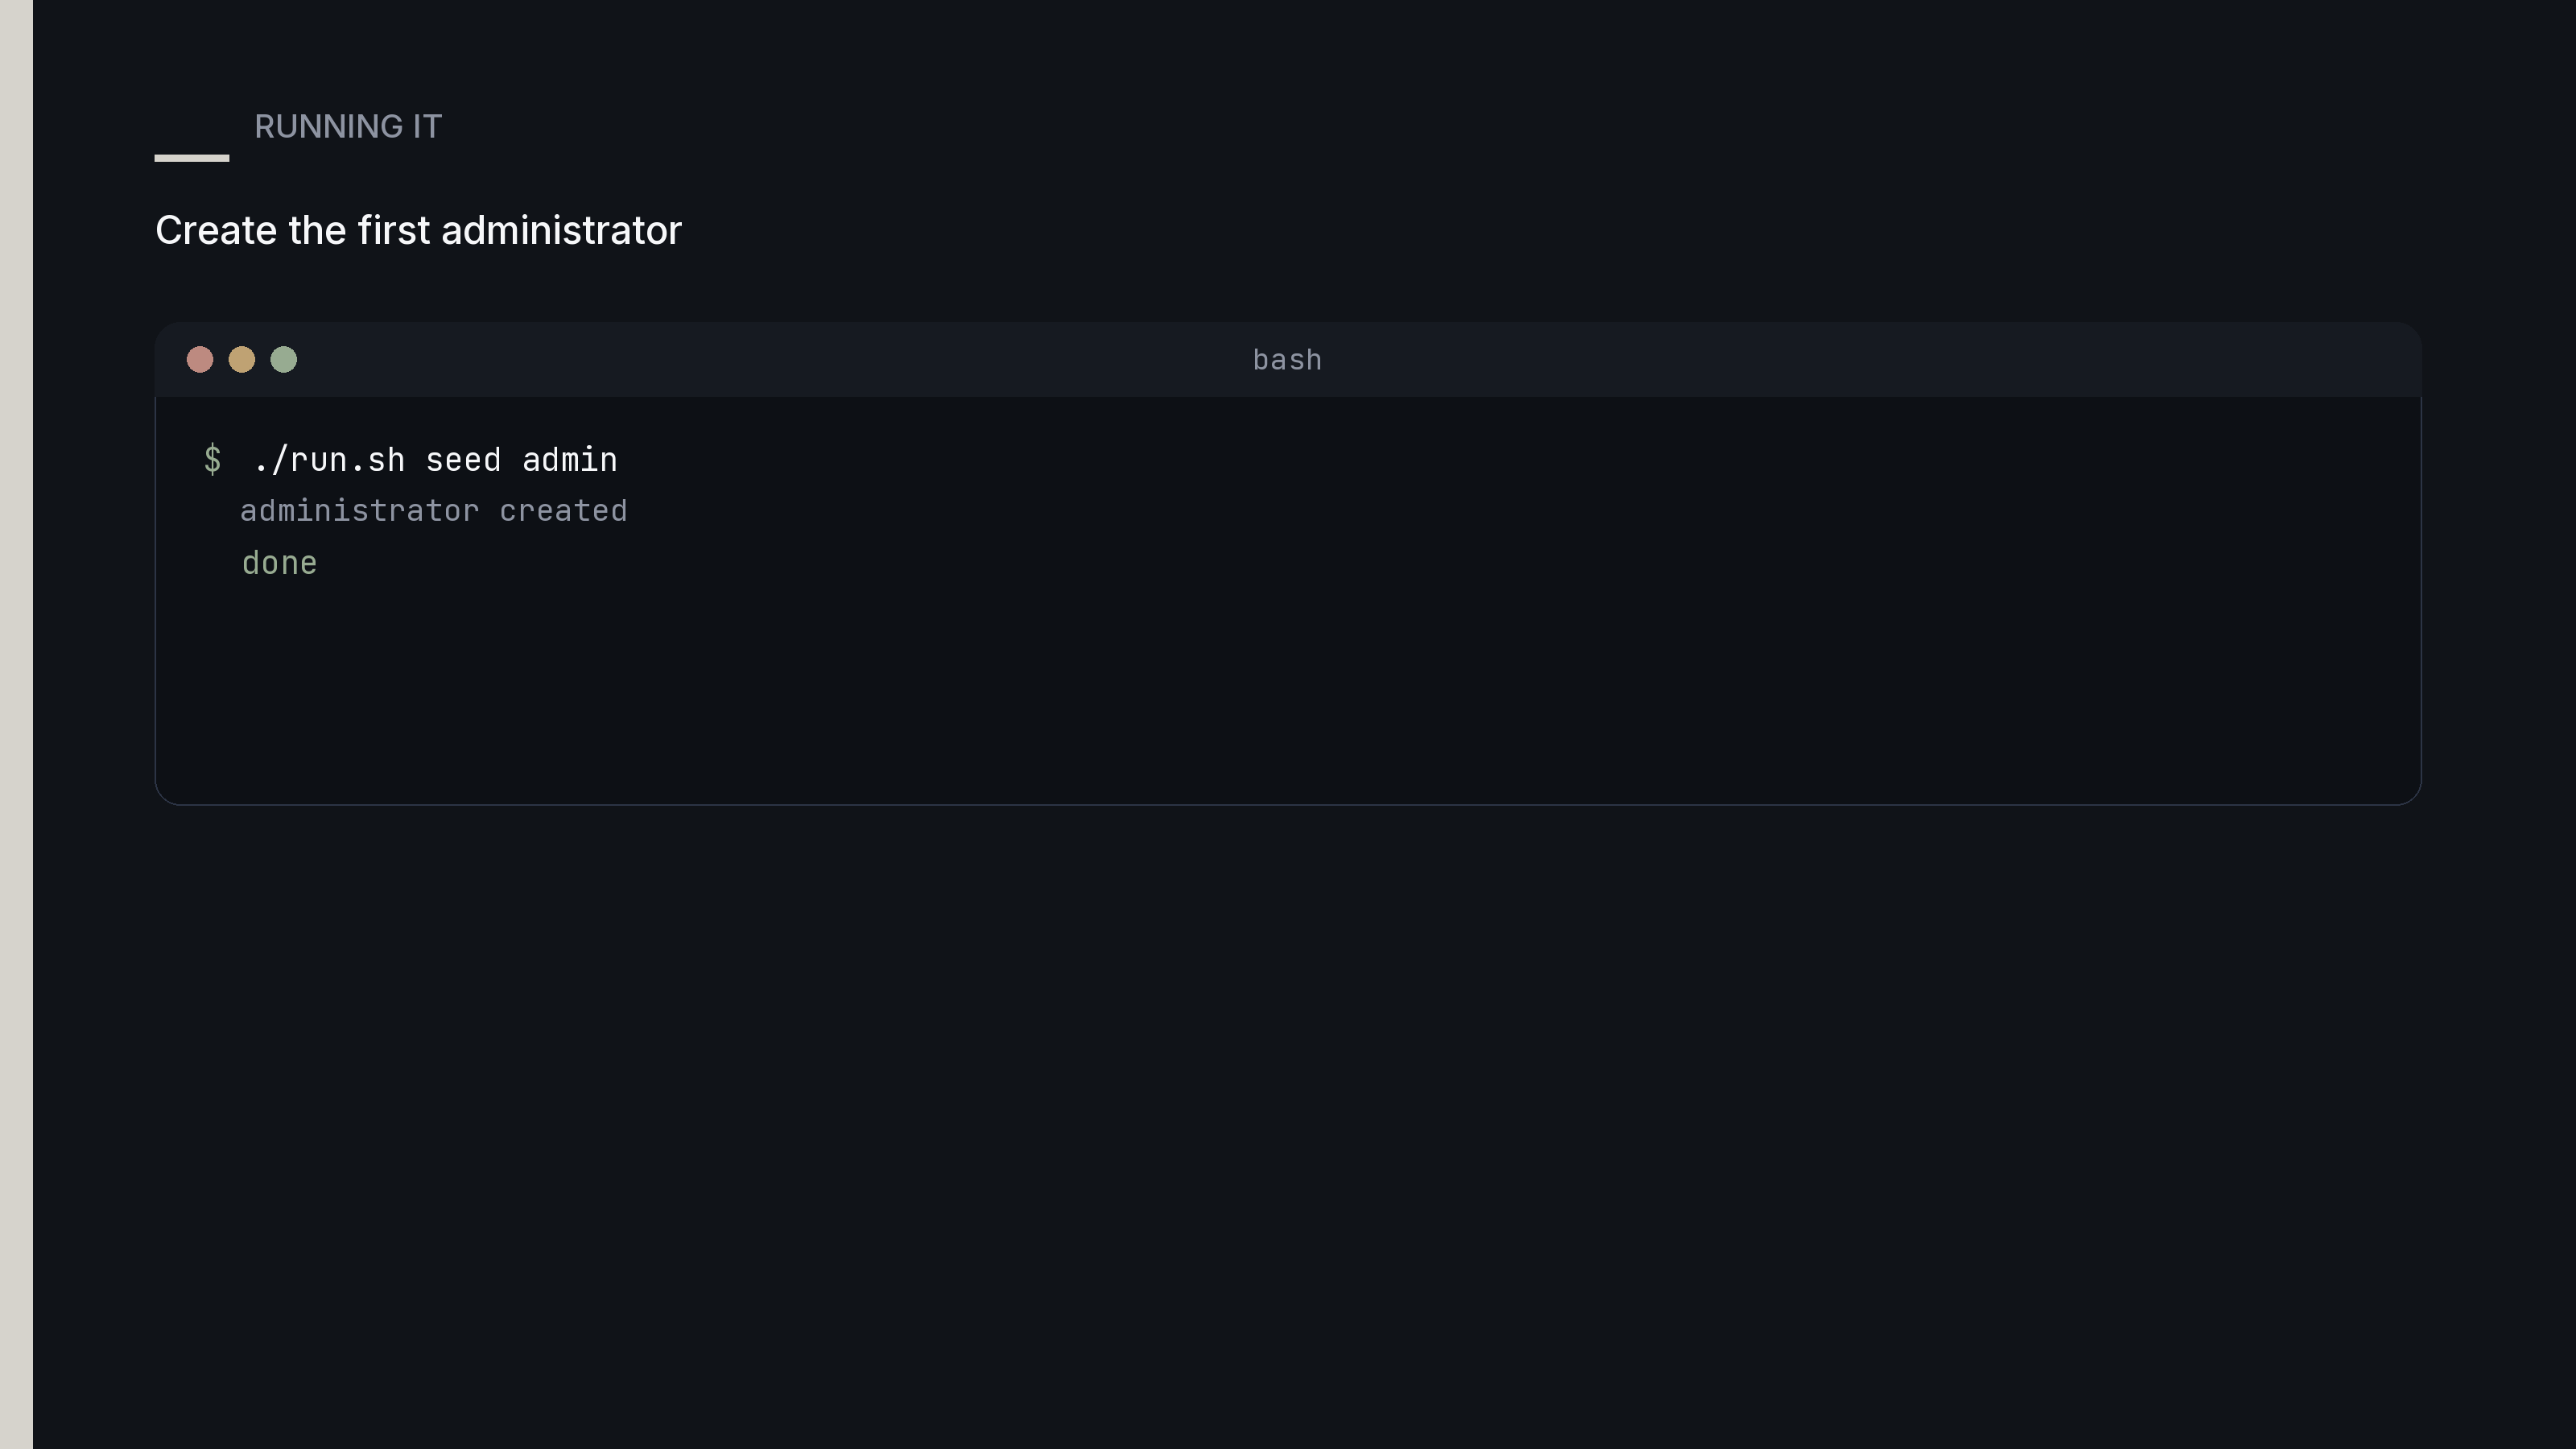 RUNNING IT
Create the first administrator
bash
$ ./run.sh seed admin
administrator created
done